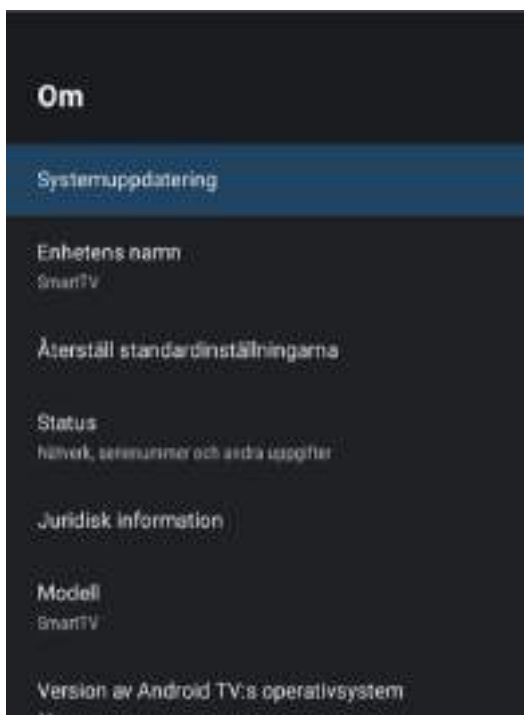 Om
Systemuppdatering
Enhetens namn
SmartTV
Återställ standardinställningarna
Status
Nätverk, serienummer och andra uppgifter
Juridisk information
Modell
SmartTV
Version av Android TV:s operativsystem